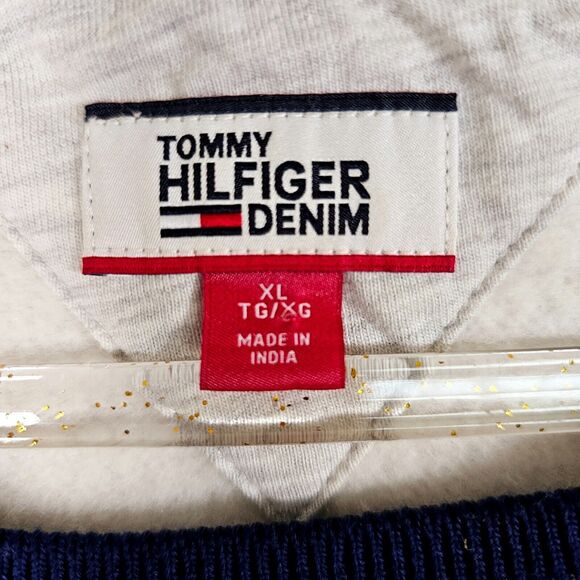 TOMMY
HILFIGER
DENIM
XL
TG/XG
MADE IN
INDIA